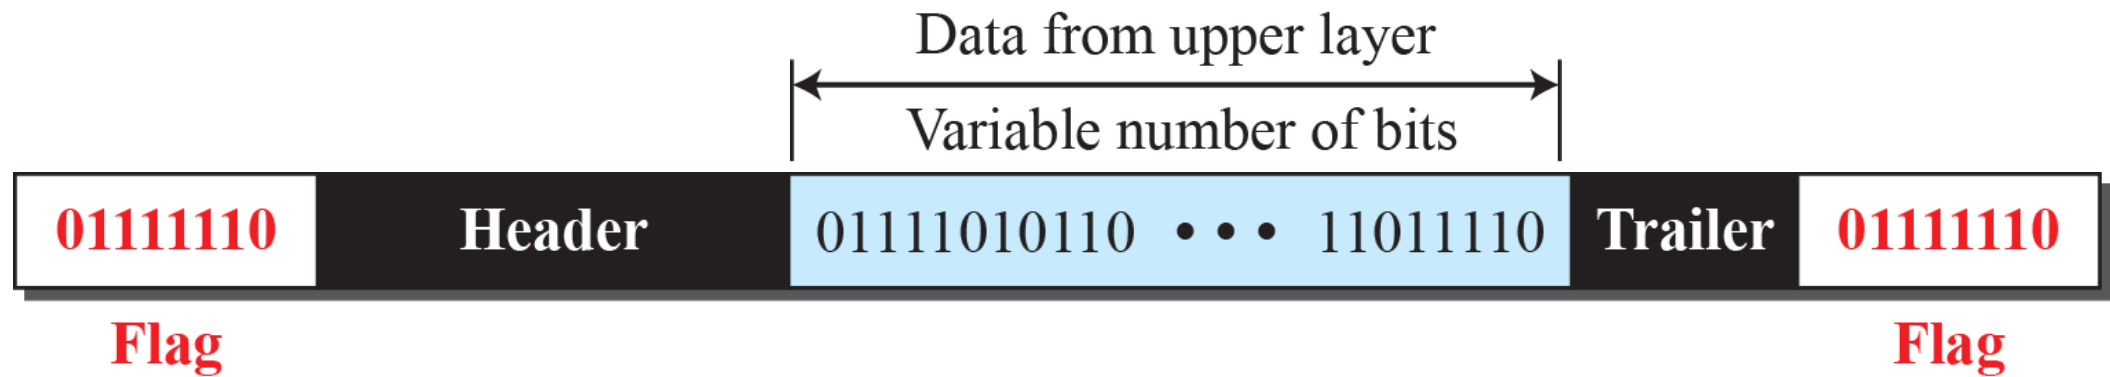 Data from upper layer
Variable number of bits
01111110 Header 01111010110 • • • 11011110 Trailer 01111110
Flag Flag